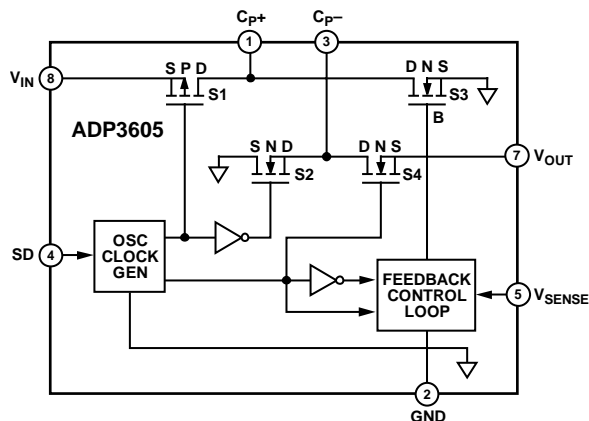 CP+ CP–
1 3
VIN 8 S P D S1 D N S S3
B
ADP3605
S N D S2 D N S S4 7 VOUT
SD 4 OSC
CLOCK
GEN
FEEDBACK
CONTROL
LOOP
5 VSENSE
2
GND